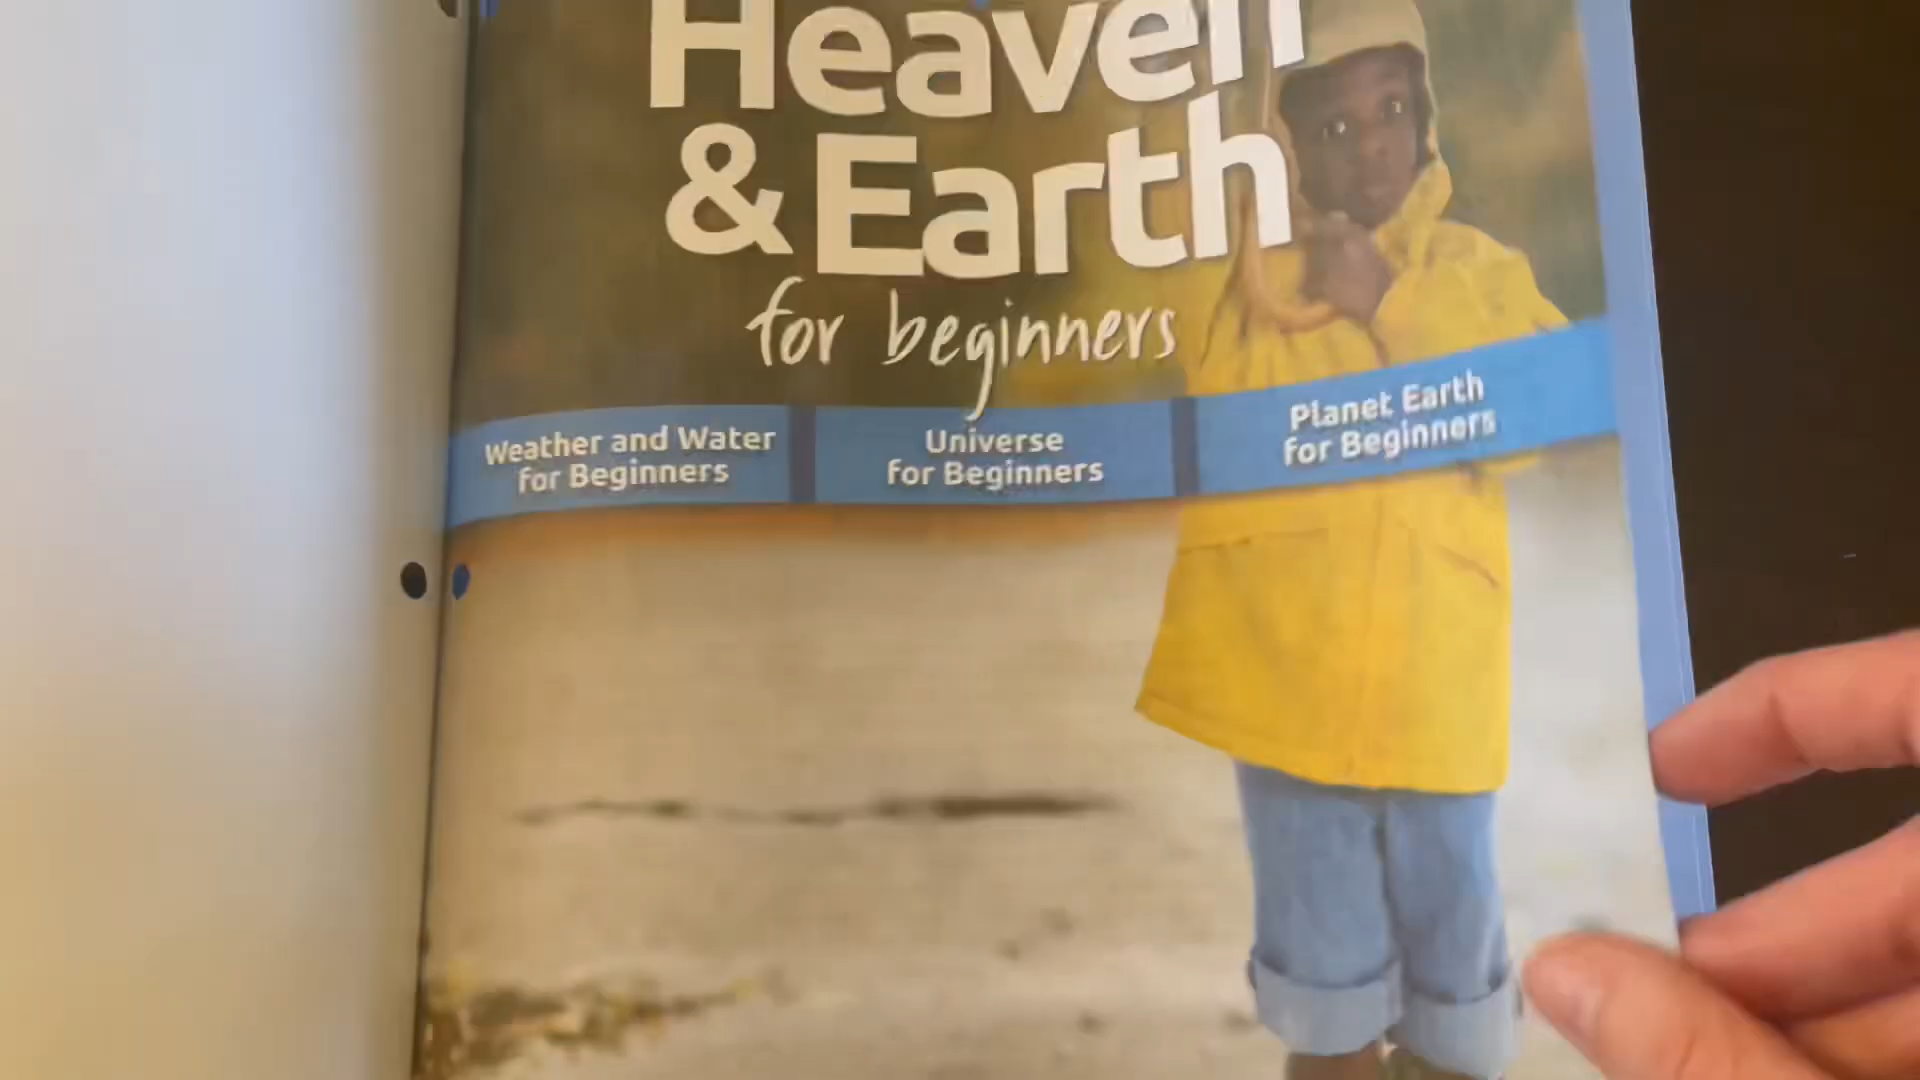 Heaven
& Earth
for beginners
Weather and Water
for Beginners
Universe
for Beginners
Planet Earth
for Beginners